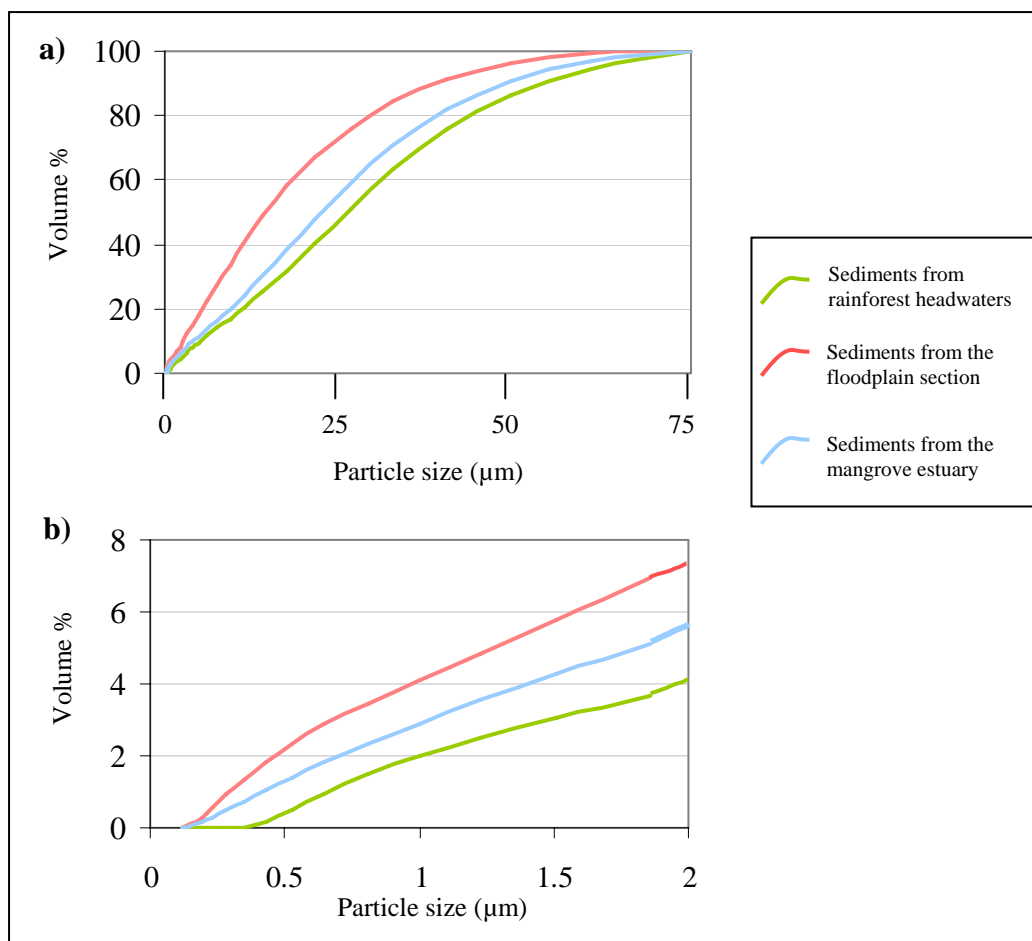 a)
100
80
60
40
20
0
Volume %
0 25 50 75
Particle size (µm)
Sediments from
rainforest headwaters
Sediments from the
floodplain section
Sediments from the
mangrove estuary
b)
8
6
4
2
0
Volume %
0 0.5 1 1.5 2
Particle size (µm)